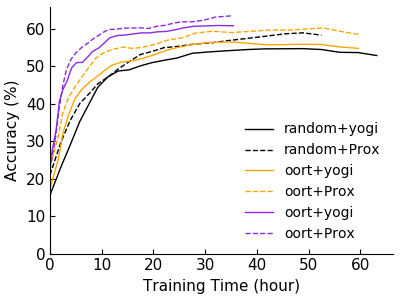 60
50
40
30
20
10
0
Accuracy (%)
random+yogi
random+Prox
oort+yogi
oort+Prox
oort+yogi
oort+Prox
0 10 20 30 40 50 60
Training Time (hour)